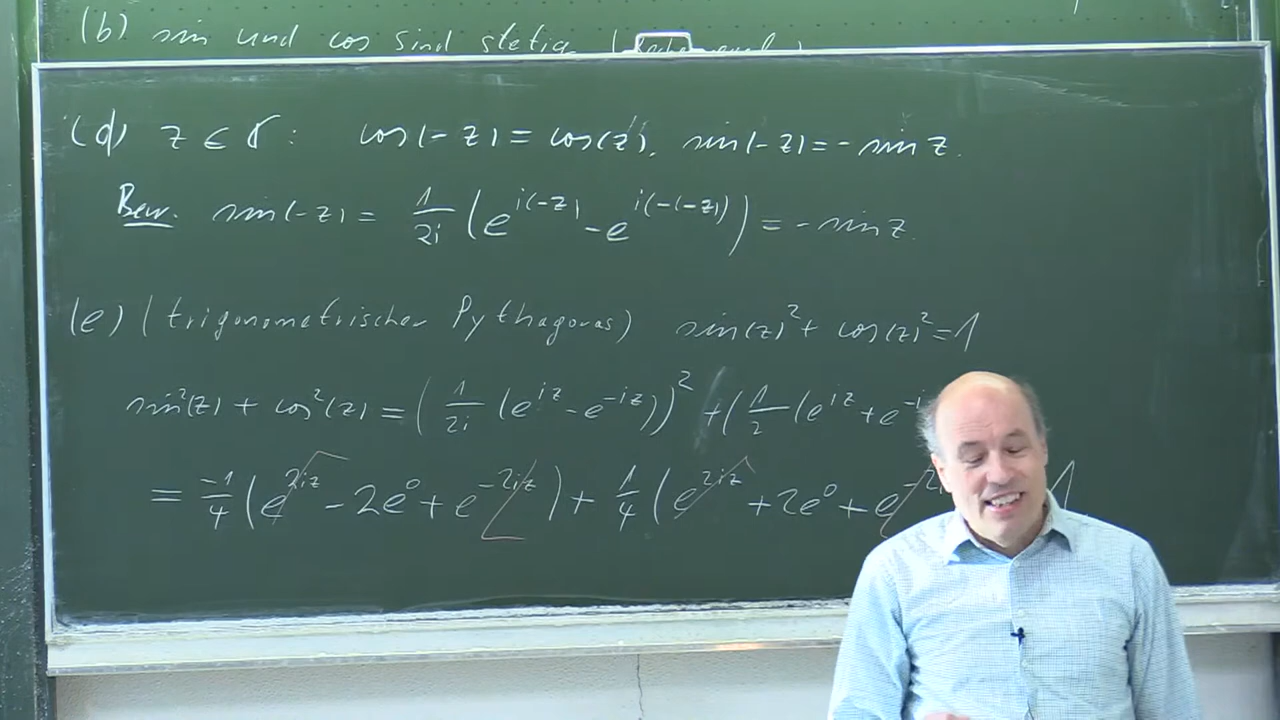 (b) sin und cos sind stetig
(d) z ∈ ℂ: cos(-z) = cos(z), sin(-z) = - sin z.
Bew. sin(-z) = 1/2i (e^{i(-z)} - e^{i(-(-z))}) = - sin z.
(e) (trigonometrischer Pythagoras) sin(z)² + cos(z)² = 1
sin²(z) + cos²(z) = (1/2i (e^{iz} - e^{-iz}))² + (1/2 (e^{iz} + e^{-i
= -1/4 (e^{2iz} - 2e⁰ + e^{-2iz}) + 1/4 (e^{2iz} + 2e⁰ + e^{-2i 1